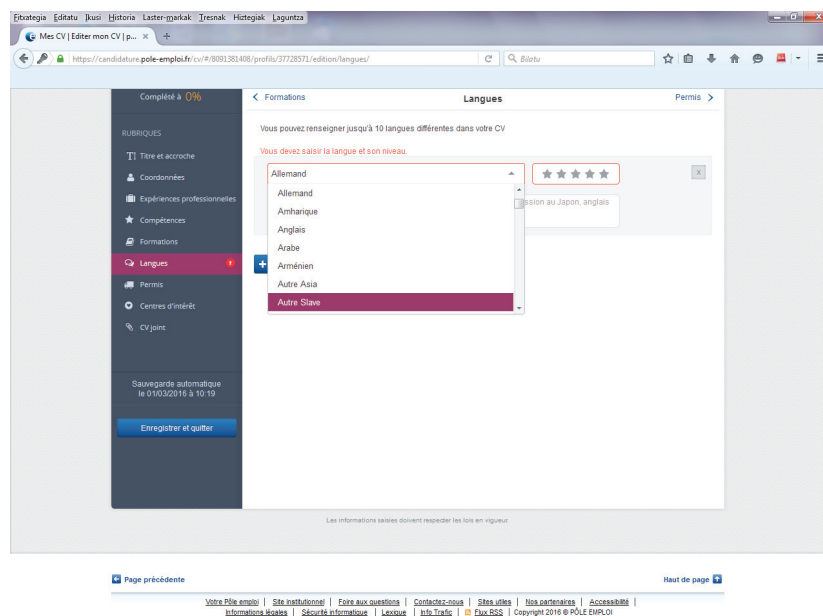 Fitxategia Editatu Ikusi Historia Laster-markak Tresnak Hiztegiak Laguntza
Mes CV | Editer mon CV | p... × +
https://candidature.pole-emploi.fr/cv/#/8091381408/profils/37728571/edition/langues/
Bilatu
Complété à 0%
Formations
Langues
Permis
RUBRIQUES
Vous pouvez renseigner jusqu'à 10 langues différentes dans votre CV
Vous devez saisir la langue et son niveau.
Titre et accroche
Coordonnées
Expériences professionnelles
Compétences
Formations
Langues
Permis
Centres d'intérêt
CV joint
Allemand
x
ssion au Japon, anglais
Allemand
Amharique
Anglais
Arabe
Arménien
Autre Asia
Autre Slave
Sauvegarde automatique
le 01/03/2016 à 10:19
Enregistrer et quitter
Les informations saisies doivent respecter les lois en vigueur
Page précédente
Haut de page
Votre Pôle emploi | Site institutionnel | Foire aux questions | Contactez-nous | Sites utiles | Nos partenaires | Accessibilité |
Informations légales | Sécurité informatique | Lexique | Info Trafic | Flux RSS | Copyright 2016 © PÔLE EMPLOI